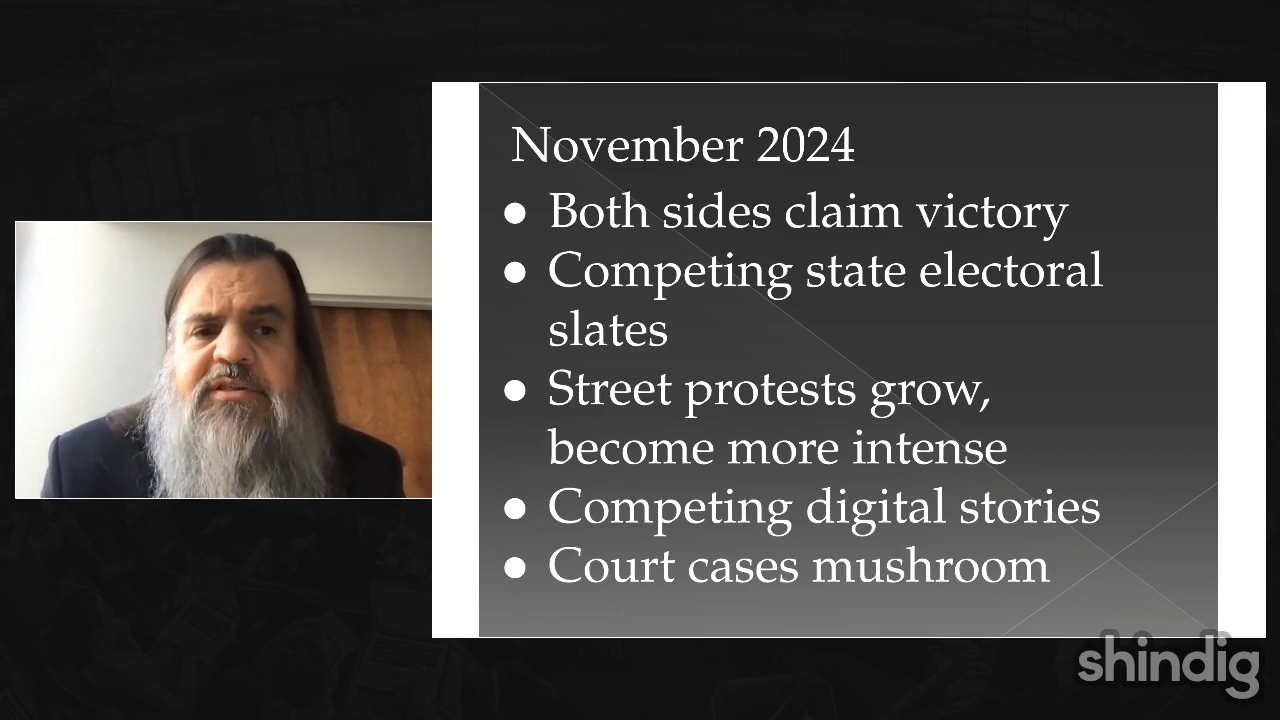 November 2024
● Both sides claim victory
● Competing state electoral
slates
● Street protests grow,
become more intense
● Competing digital stories
● Court cases mushroom
shindig